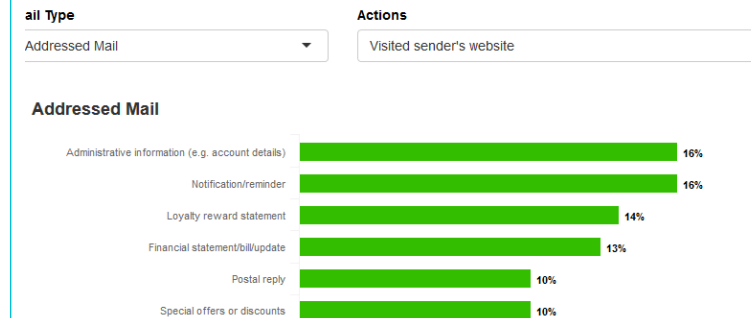 ail Type
Actions
Addressed Mail
Visited sender's website
Addressed Mail
Administrative information (e.g. account details)
16%
Notification/reminder
16%
Loyalty reward statement
14%
Financial statement/bill/update
13%
Postal reply
10%
Special offers or discounts
10%